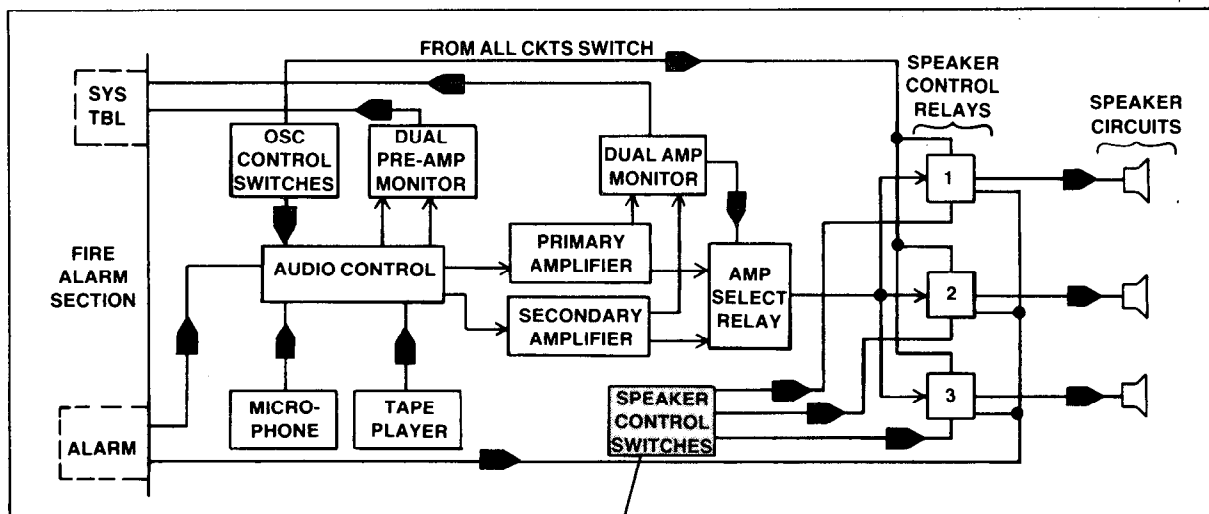 FROM ALL CKTS SWITCH
SPEAKER
CONTROL
RELAYS
SPEAKER
CIRCUITS
SYS
TBL
OSC
CONTROL
SWITCHES
DUAL
PRE-AMP
MONITOR
DUAL AMP
MONITOR
1
FIRE
ALARM
SECTION
AUDIO CONTROL
PRIMARY
AMPLIFIER
SECONDARY
AMPLIFIER
AMP
SELECT
RELAY
2
MICRO-
PHONE
TAPE
PLAYER
SPEAKER
CONTROL
SWITCHES
3
ALARM